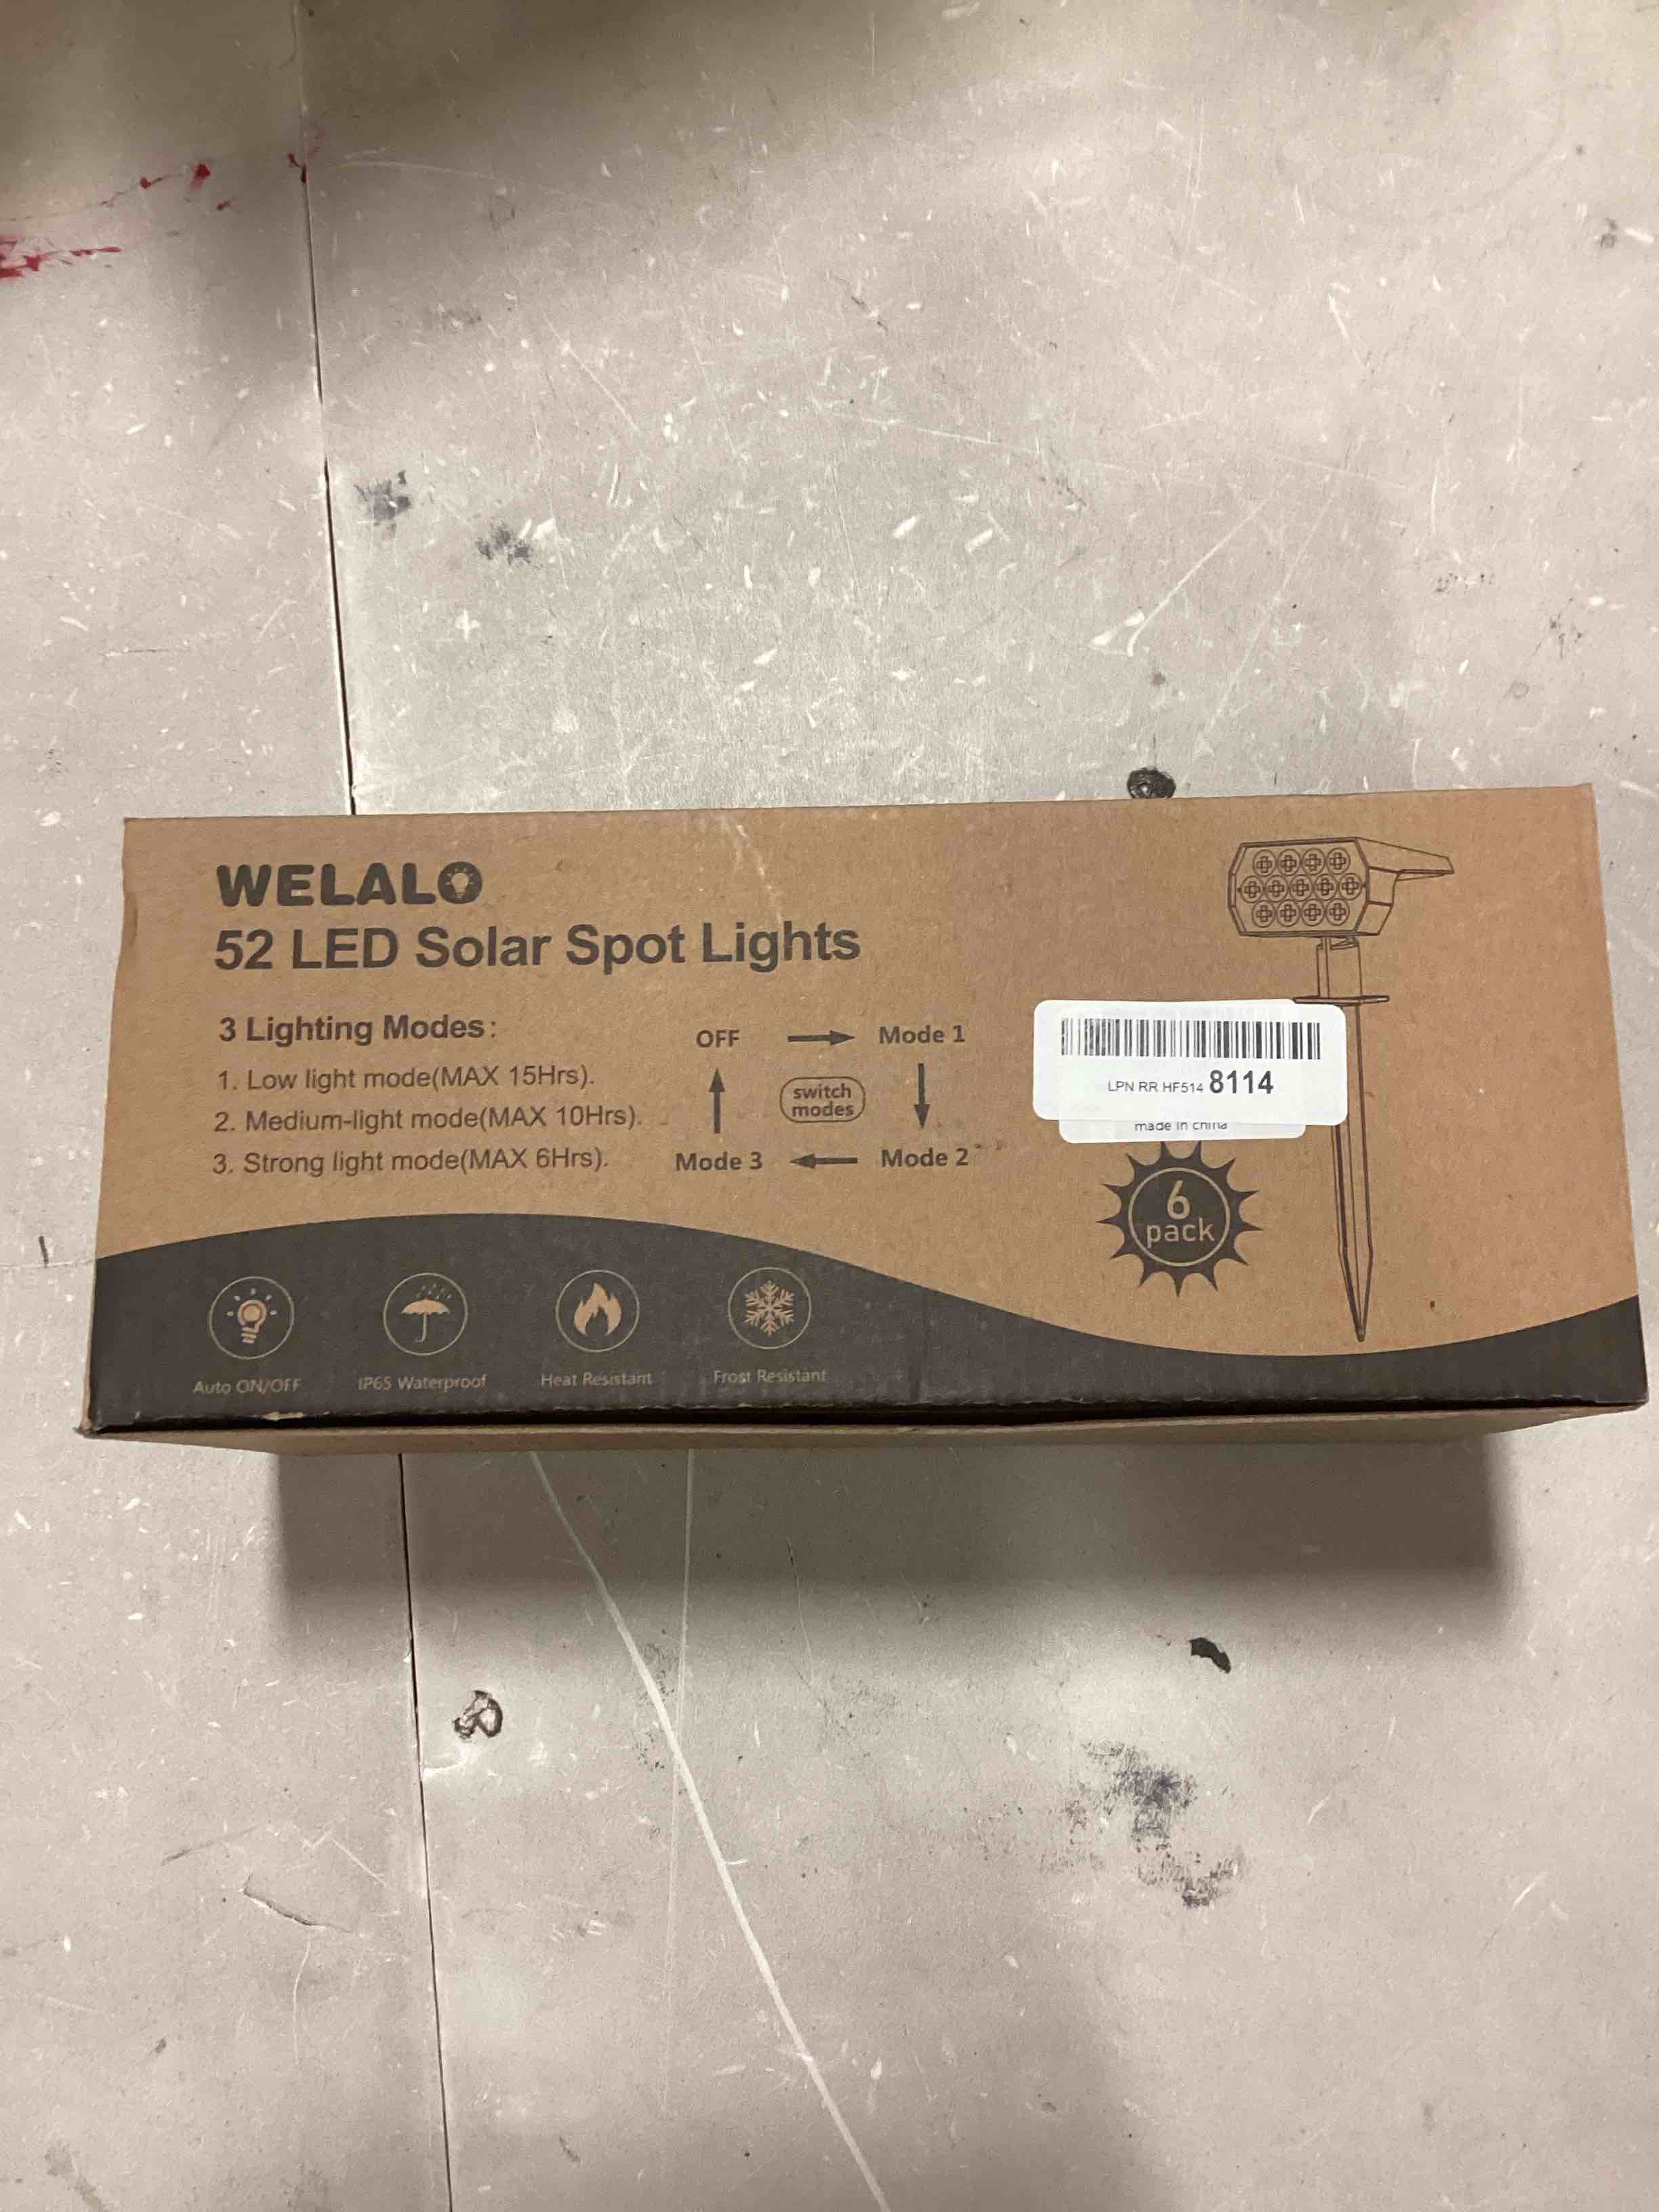 WELALO
52 LED Solar Spot Lights
3 Lighting Modes:
1. Low light mode(MAX 15Hrs).
2. Medium-light mode(MAX 10Hrs).
3. Strong light mode(MAX 6Hrs).
OFF
Mode 1
switch
modes
Mode 3
Mode 2
LPN RR HF514 8114
made in china
6
pack
Auto ON/OFF
IP65 Waterproof
Heat Resistant
Frost Resistant